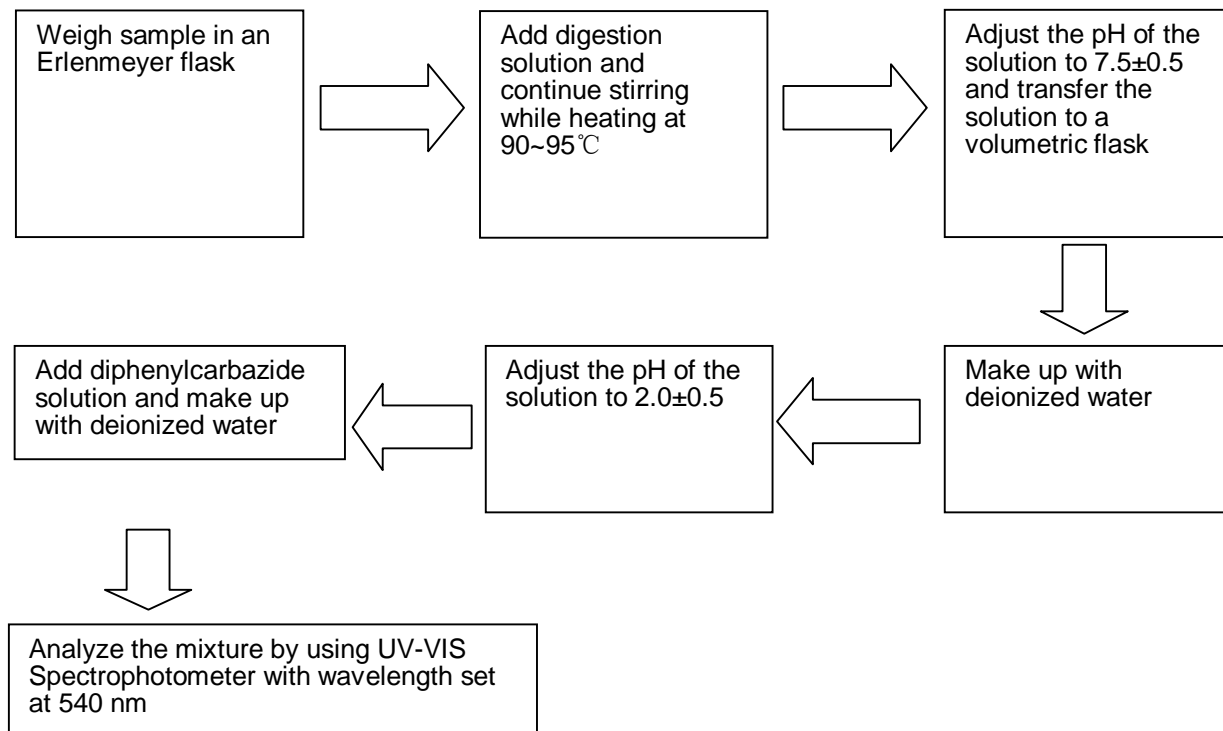 Weigh sample in an
Erlenmeyer flask
Add digestion
solution and
continue stirring
while heating at
90~95℃
Adjust the pH of the
solution to 7.5±0.5
and transfer the
solution to a
volumetric flask
Make up with
deionized water
Adjust the pH of the
solution to 2.0±0.5
Add diphenylcarbazide
solution and make up
with deionized water
Analyze the mixture by using UV-VIS
Spectrophotometer with wavelength set
at 540 nm